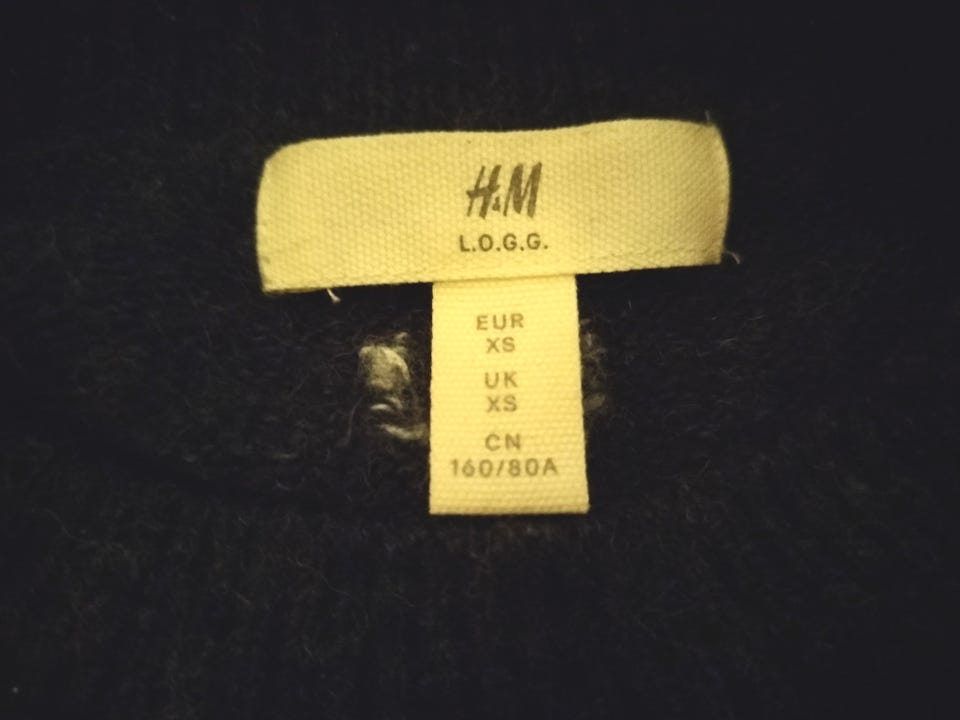 H&M
L.O.G.G.
EUR
XS
UK
XS
CN
160/80A